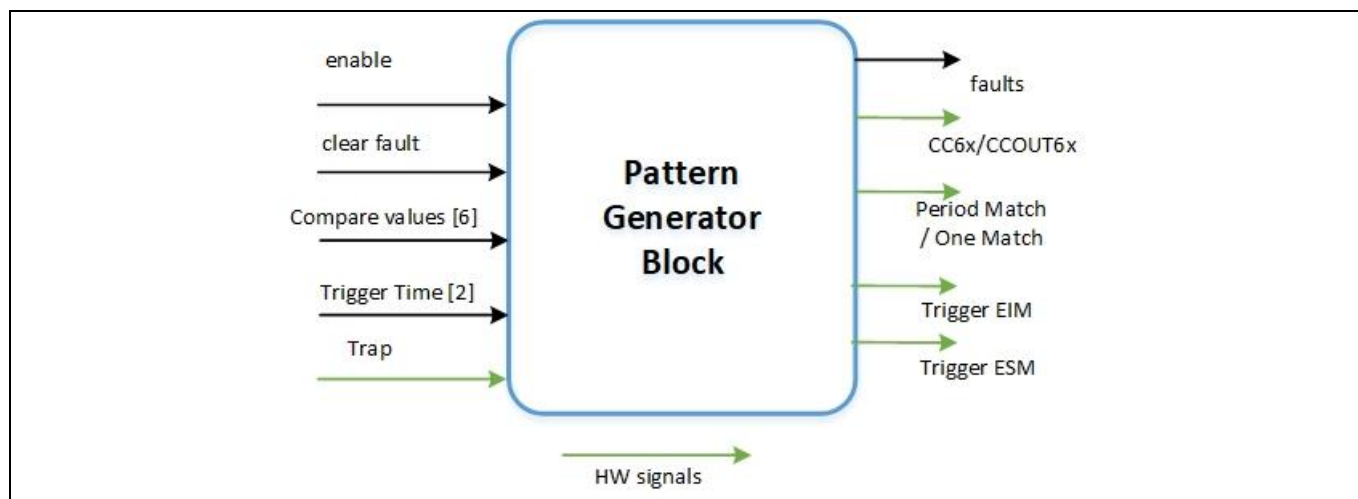 enable
clear fault
Compare values [6]
Trigger Time [2]
Trap
Pattern
Generator
Block
faults
CC6x/CCOUT6x
Period Match
/ One Match
Trigger EIM
Trigger ESM
HW signals